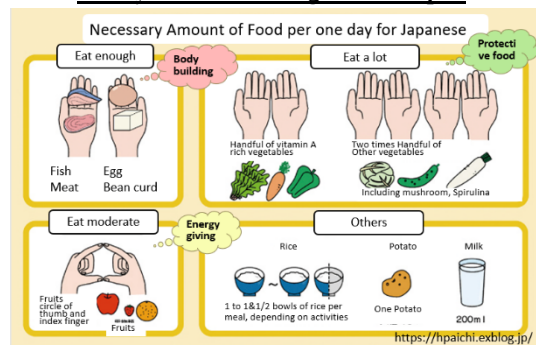 Necessary Amount of Food per one day for Japanese
Eat enough
Body
building
Fish
Meat
Egg
Bean curd
Eat a lot
Protecti
ve food
Handful of vitamin A
rich vegetables
Two times Handful of
Other vegetables
Including mushroom, Spirulina
Eat moderate
Energy
giving
Fruits
circle of
thumb and
index finger
Fruits
Others
Rice
1 to 1&1/2 bowls of rice per
meal, depending on activities
Potato
One Potato
Milk
200ml
https://hpaichi.exblog.jp/